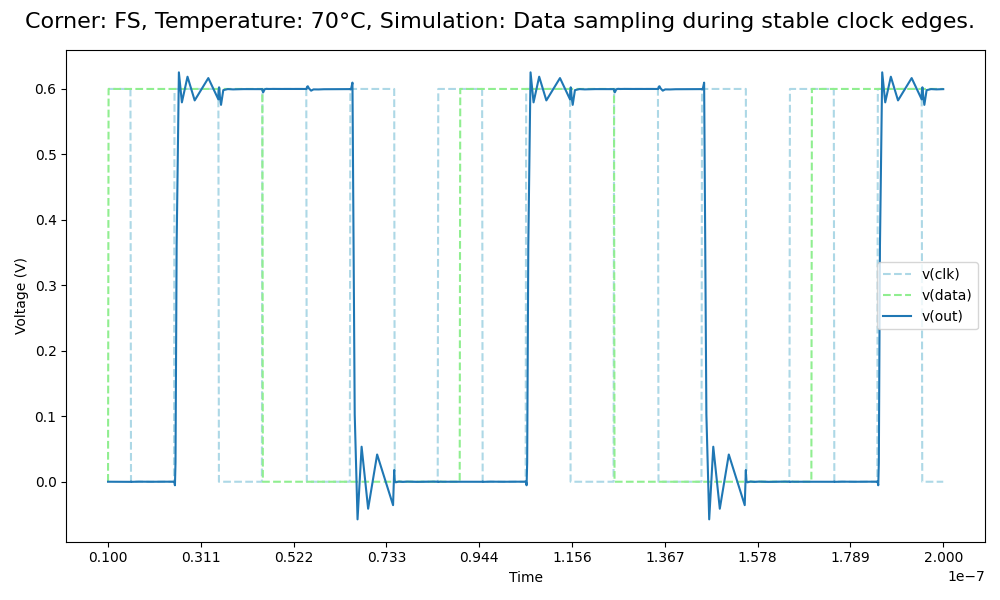 Corner: FS, Temperature: 70°C, Simulation: Data sampling during stable clock edges.
0.6
0.5
0.4
0.3
0.2
0.1
0.0
Voltage (V)
v(clk)
v(data)
v(out)
0.100 0.311 0.522 0.733 0.944 1.156 1.367 1.578 1.789 2.000
Time
1e−7